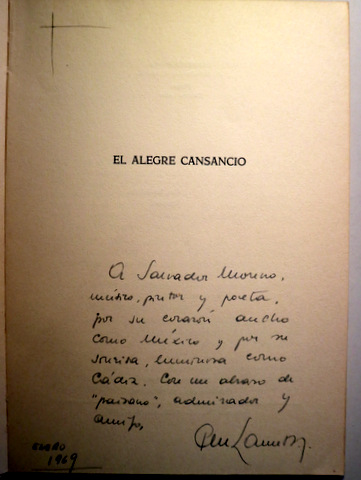 EL ALEGRE CANSANCIO
A Salvador Moreno,
músico, pintor y poeta,
por su corazón ancho
como México y por su
sonrisa, luminosa como
Cádiz. Con un abrazo de
"paisano", admirador y
amigo,
ENERO
1969